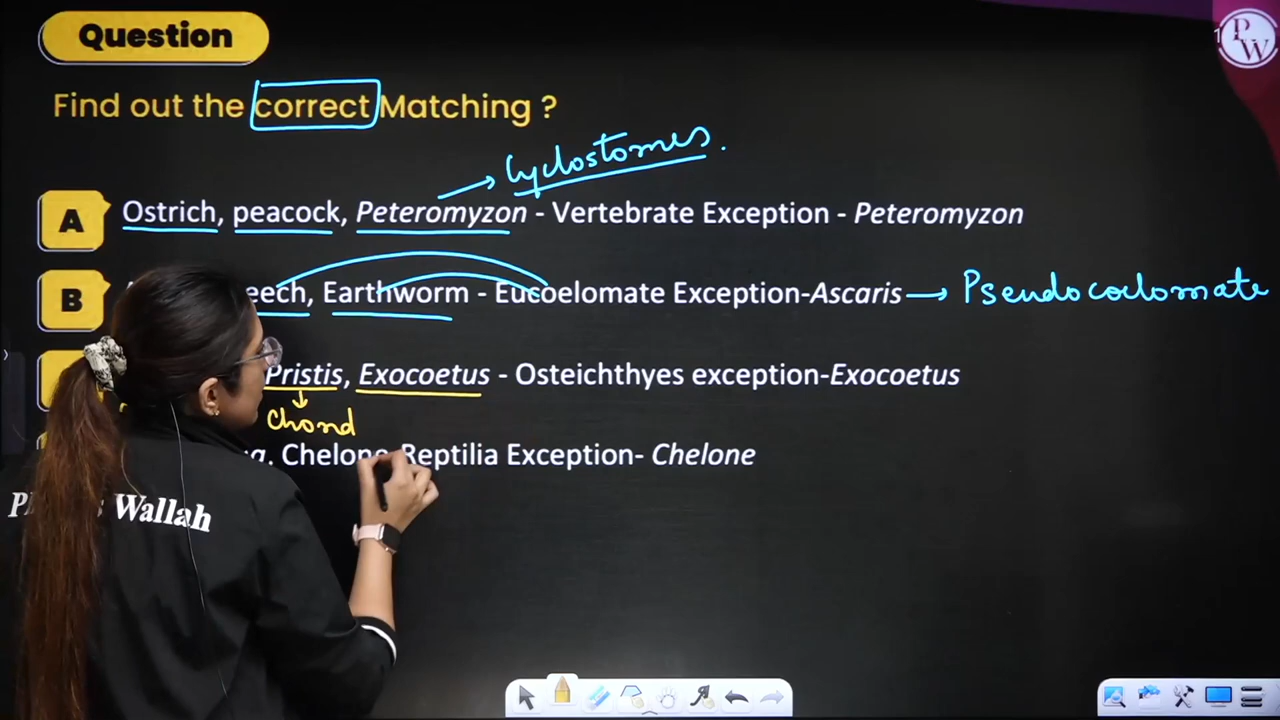 Question
PW
Find out the correct Matching ?
Cyclostomes.
A Ostrich, peacock, Peteromyzon - Vertebrate Exception - Peteromyzon
B Earthworm - Eucoelomate Exception-Ascaris → Pseudocoelomate
Pristis, Exocoetus - Osteichthyes exception-Exocoetus
Chond
Chelone Reptilia Exception- Chelone
Wallah